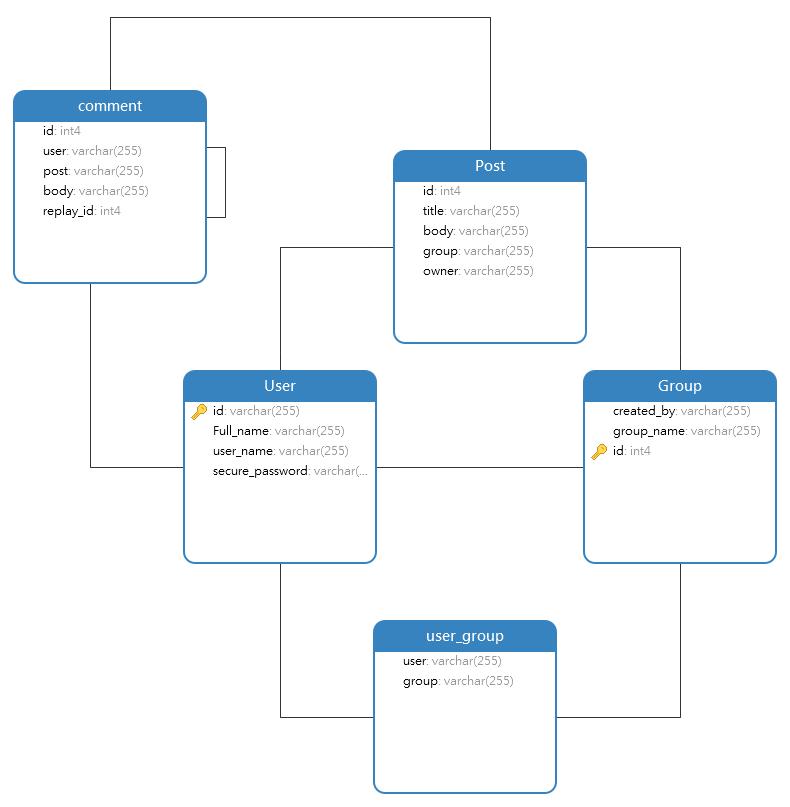 comment
id: int4
user: varchar(255)
post: varchar(255)
body: varchar(255)
replay_id: int4
Post
id: int4
title: varchar(255)
body: varchar(255)
group: varchar(255)
owner: varchar(255)
User
id: varchar(255)
Full_name: varchar(255)
user_name: varchar(255)
secure_password: varchar(...
Group
created_by: varchar(255)
group_name: varchar(255)
id: int4
user_group
user: varchar(255)
group: varchar(255)